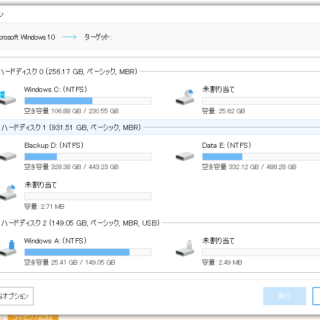 crosoft Windows 10 → ターゲット:
ハードディスク 0 (256.17 GB, ベーシック, MBR)
Windows C: (NTFS) 未割り当て
空き容量 106.88 GB / 230.55 GB 容量: 25.62 GB
ハードディスク 1 (931.51 GB, ベーシック, MBR)
Backup D: (NTFS) Data E: (NTFS)
空き容量 328.38 GB / 443.23 GB 空き容量 332.12 GB / 488.28 GB
未割り当て
容量: 2.71 MB
ハードディスク 2 (149.05 GB, ベーシック, MBR, USB)
Windows A: (NTFS) 未割り当て
空き容量 25.41 GB / 149.05 GB 容量: 2.49 MB
オプション 実行